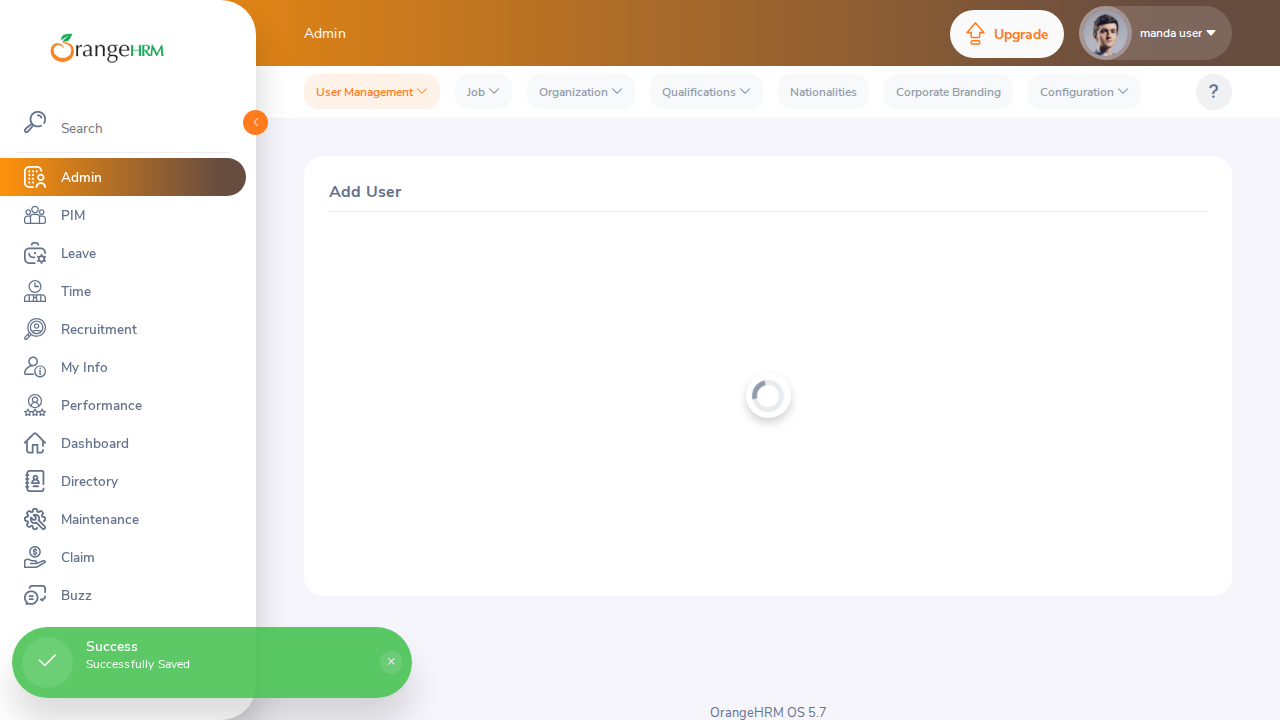 OrangeHRM
Admin
Upgrade
manda user
User Management
Job
Organization
Qualifications
Nationalities
Corporate Branding
Configuration
?
Search
Admin
PIM
Leave
Time
Recruitment
My Info
Performance
Dashboard
Directory
Maintenance
Claim
Buzz
Add User
Success
Successfully Saved
×
OrangeHRM OS 5.7